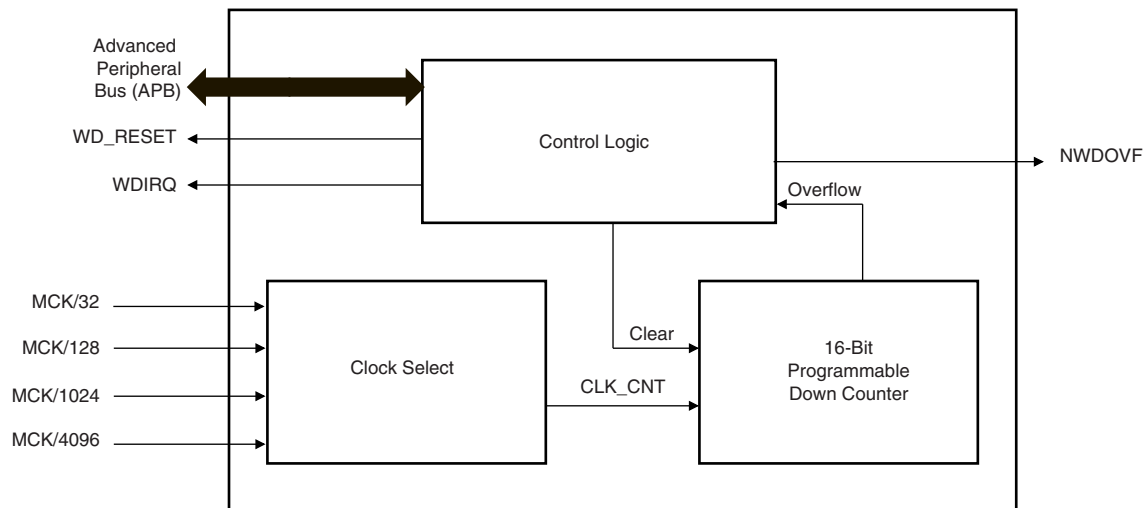 Advanced
Peripheral
Bus (APB)
WD_RESET
WDIRQ
Control Logic
NWDOVF
Overflow
MCK/32
MCK/128
MCK/1024
MCK/4096
Clock Select
Clear
CLK_CNT
16-Bit
Programmable
Down Counter